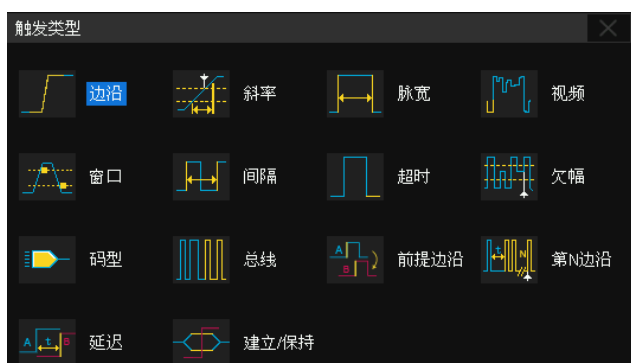 触发类型
边沿 斜率 脉宽 视频
窗口 间隔 超时 欠幅
码型 总线 A B 前提边沿 t N 第N边沿
A t B 延迟 建立/保持